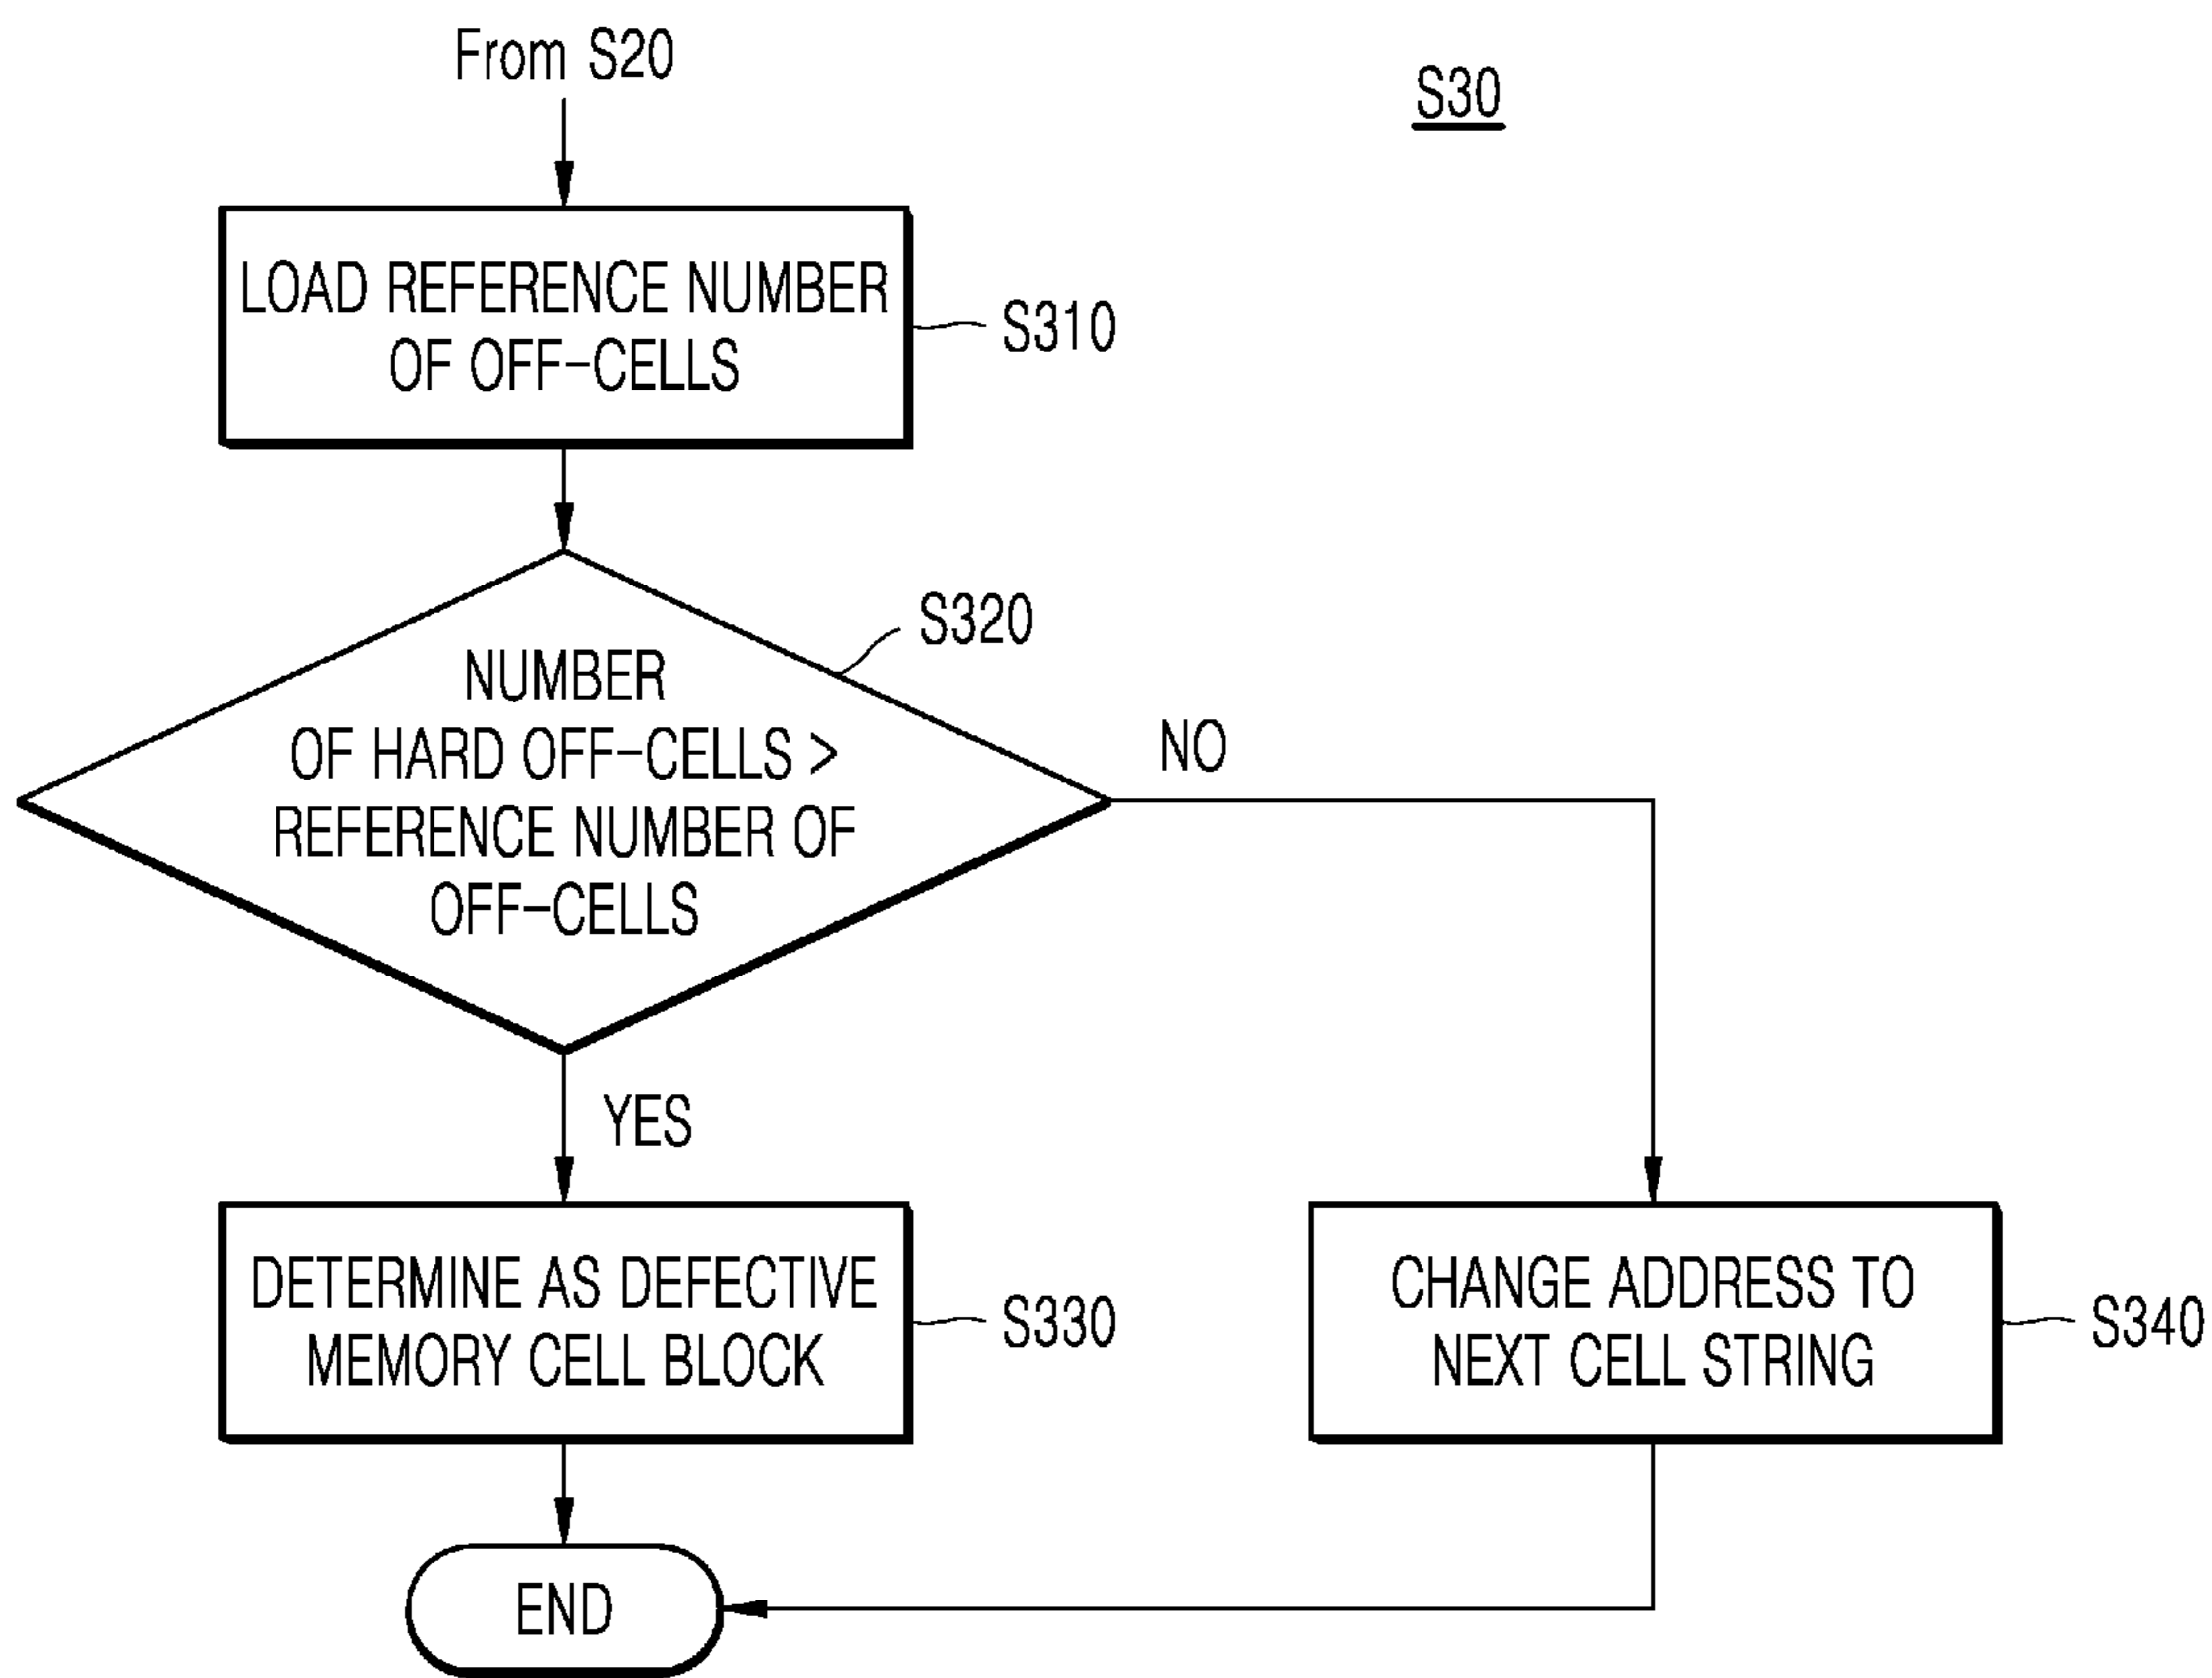 From S20
S30
LOAD REFERENCE NUMBER
OF OFF-CELLS
S310
S320
NUMBER
OF HARD OFF-CELLS >
REFERENCE NUMBER OF
OFF-CELLS
NO
YES
DETERMINE AS DEFECTIVE
MEMORY CELL BLOCK
S330
CHANGE ADDRESS TO
NEXT CELL STRING
S340
END